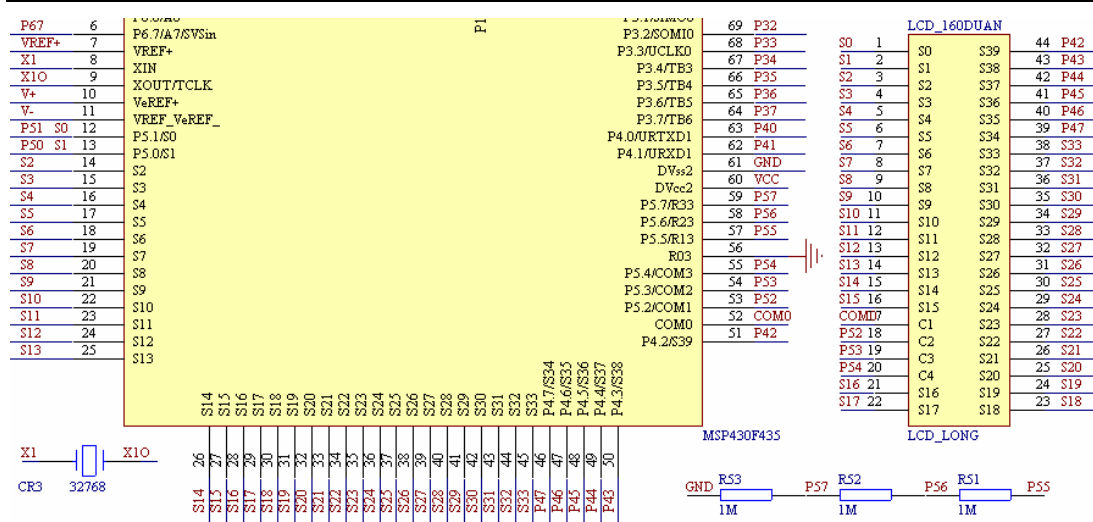 P67 6 P6.7/A7/SVSin
VREF+ 7 VREF+
X1 8 XIN
X1O 9 XOUT/TCLK
V+ 10 VeREF+
V- 11 VREF_VeREF_
P51 S0 12 P5.1/S0
P50 S1 13 P5.0/S1
S2 14 S2
S3 15 S3
S4 16 S4
S5 17 S5
S6 18 S6
S7 19 S7
S8 20 S8
S9 21 S9
S10 22 S10
S11 23 S11
S12 24 S12
S13 25 S13
P1
P3.2/SOMI0 69 P32
P3.3/UCLK0 68 P33
P3.4/TB3 67 P34
P3.5/TB4 66 P35
P3.6/TB5 65 P36
P3.7/TB6 64 P37
P4.0/URTXD1 63 P40
P4.1/URXD1 62 P41
DVss2 61 GND
DVcc2 60 VCC
P5.7/R33 59 P57
P5.6/R23 58 P56
P5.5/R13 57 P55
R03 56
P5.4/COM3 55 P54
P5.3/COM2 54 P53
P5.2/COM1 53 P52
COM0 52 COM0
P4.2/S39 51 P42
S14 S15 S16 S17 S18 S19 S20 S21 S22 S23 S24 S25 S26 S27 S28 S29 S30 S31 S32 S33 P4.7/S34 P4.6/S35 P4.5/S36 P4.4/S37 P4.3/S38
26 27 28 29 30 31 32 33 34 35 36 37 38 39 40 41 42 43 44 45 46 47 48 49 50
S14 S15 S16 S17 S18 S19 S20 S21 S22 S23 S24 S25 S26 S27 S28 S29 S30 S31 S32 S33 P47 P46 P45 P44 P43
MSP430F435
LCD_160DUAN
S0 1 S0 S39 44 P42
S1 2 S1 S38 43 P43
S2 3 S2 S37 42 P44
S3 4 S3 S36 41 P45
S4 5 S4 S35 40 P46
S5 6 S5 S34 39 P47
S6 7 S6 S33 38 S33
S7 8 S7 S32 37 S32
S8 9 S8 S31 36 S31
S9 10 S9 S30 35 S30
S10 11 S10 S29 34 S29
S11 12 S11 S28 33 S28
S12 13 S12 S27 32 S27
S13 14 S13 S26 31 S26
S14 15 S14 S25 30 S25
S15 16 S15 S24 29 S24
COM0 17 C1 S23 28 S23
P52 18 C2 S22 27 S22
P53 19 C3 S21 26 S21
P54 20 C4 S20 25 S20
S16 21 S16 S19 24 S19
S17 22 S17 S18 23 S18
LCD_LONG
X1 X1O
CR3 32768
GND R53 P57 R52 P56 R51 P55
1M 1M 1M